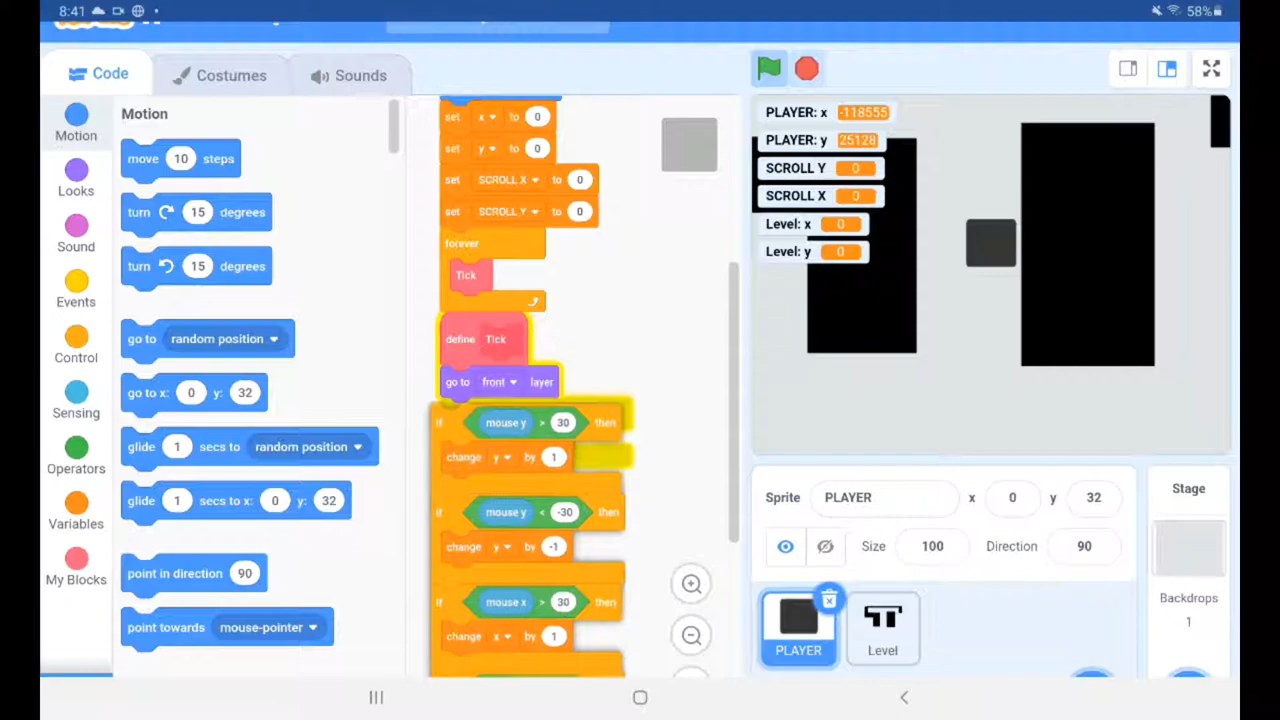 8:41
58%
Code
Costumes
Sounds
Motion
Looks
Sound
Events
Control
Sensing
Operators
Variables
My Blocks
Motion
move 10 steps
turn 15 degrees
turn 15 degrees
go to random position
go to x: 0 y: 32
glide 1 secs to random position
glide 1 secs to x: 0 y: 32
point in direction 90
point towards mouse-pointer
set x to 0
set y to 0
set SCROLL X to 0
set SCROLL Y to 0
forever
Tick
define Tick
go to front layer
if mouse y > 30 then
change y by 1
if mouse y < -30 then
change y by -1
if mouse x > 30 then
change x by 1
PLAYER: x -118555
PLAYER: y 25128
SCROLL Y 0
SCROLL X 0
Level: x 0
Level: y 0
Sprite PLAYER x 0 y 32
Size 100 Direction 90
PLAYER
Level
Stage
Backdrops
1